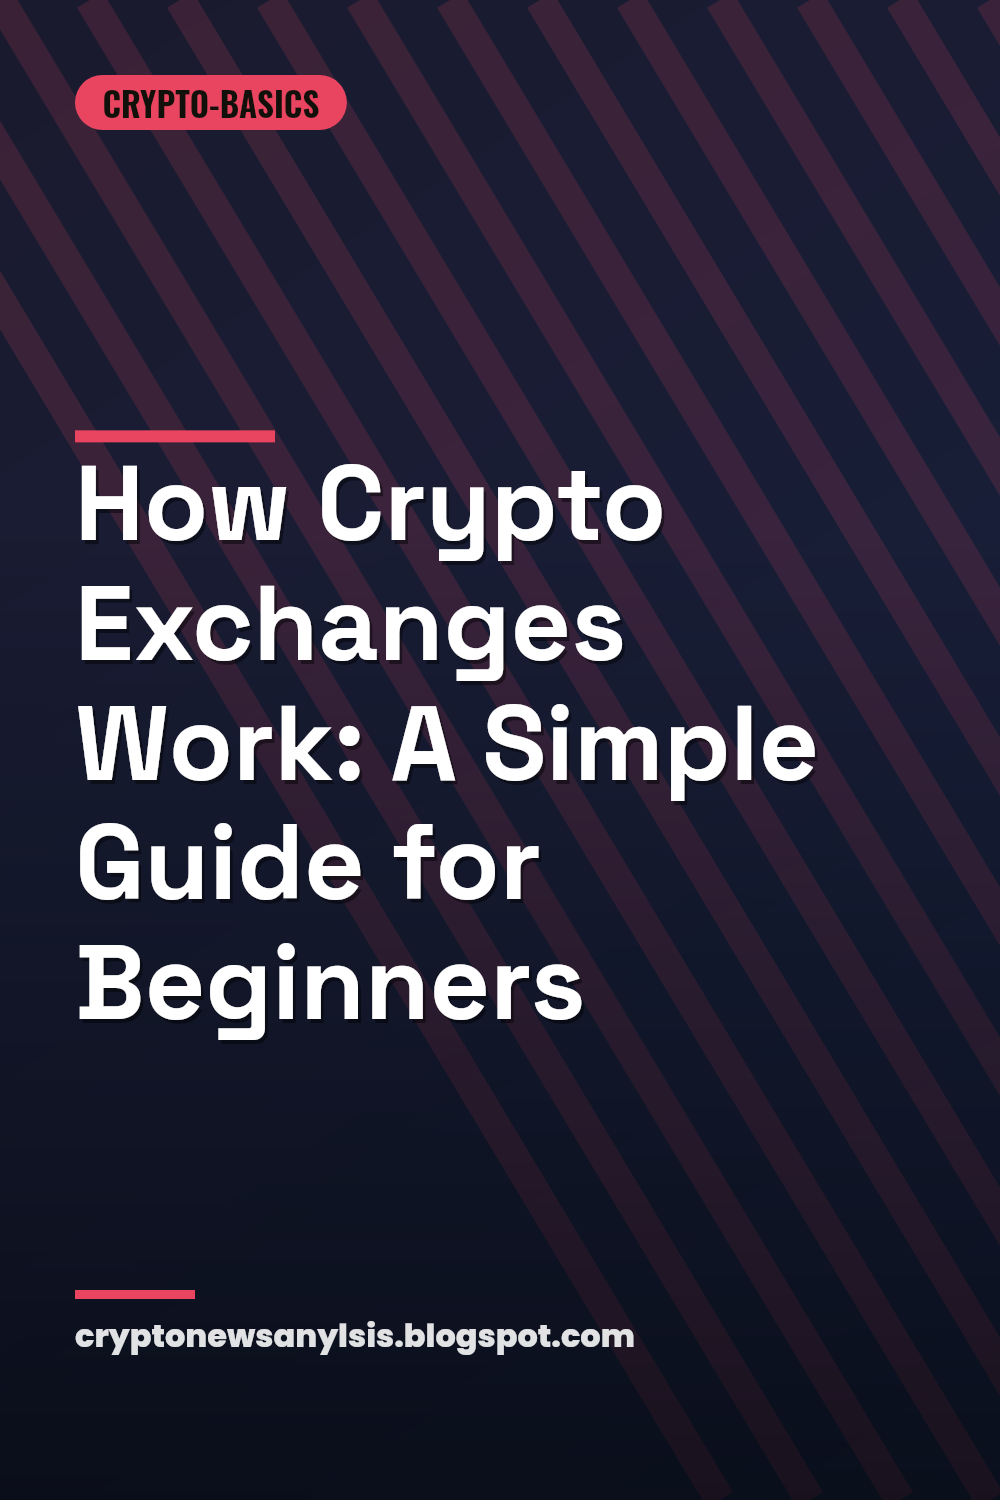 CRYPTO-BASICS
How Crypto
Exchanges
Work: A Simple
Guide for
Beginners
cryptonewsanylsis.blogspot.com